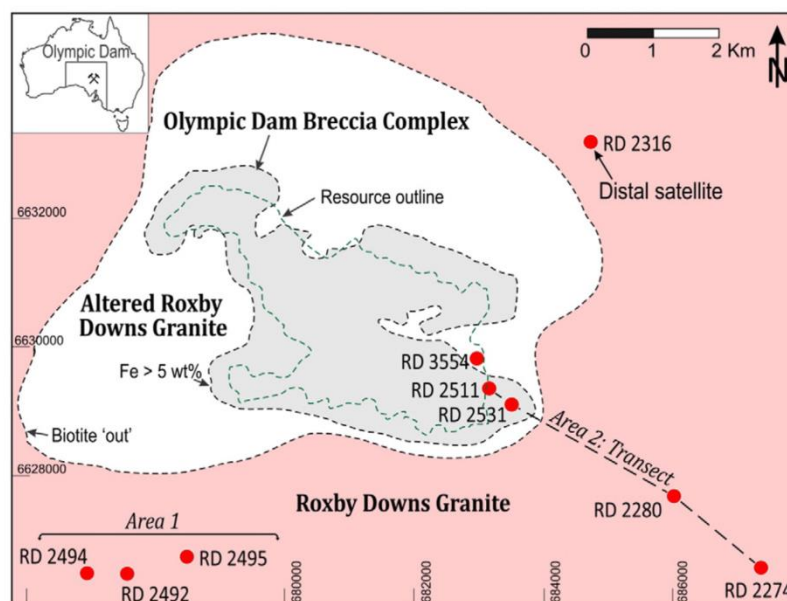 Olympic Dam
0 1 2 Km
N
Olympic Dam Breccia Complex
RD 2316
Distal satellite
Resource outline
6632000
Altered Roxby
Downs Granite
6630000
RD 3554
Fe > 5 wt%
RD 2511
RD 2531
Biotite ‘out’
Area 2: Transect
6628000
Roxby Downs Granite
RD 2280
Area 1
RD 2494
RD 2495
RD 2492
RD 2274
680000
682000
684000
686000